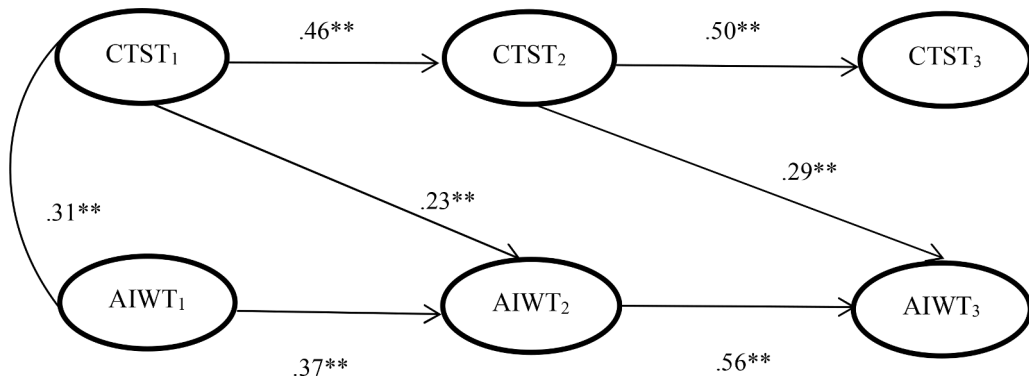 .46**
.50**
CTST₁
CTST₂
CTST₃
.31**
.23**
.29**
AIWT₁
AIWT₂
AIWT₃
.37**
.56**